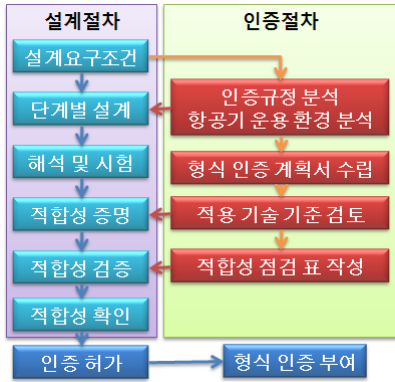 설계절차
설계요구조건
단계별 설계
해석 및 시험
적합성 증명
적합성 검증
적합성 확인
인증 허가
인증절차
인증규정 분석
항공기 운용 환경 분석
형식 인증 계획서 수립
적용 기술 기준 검토
적합성 점검 표 작성
형식 인증 부여